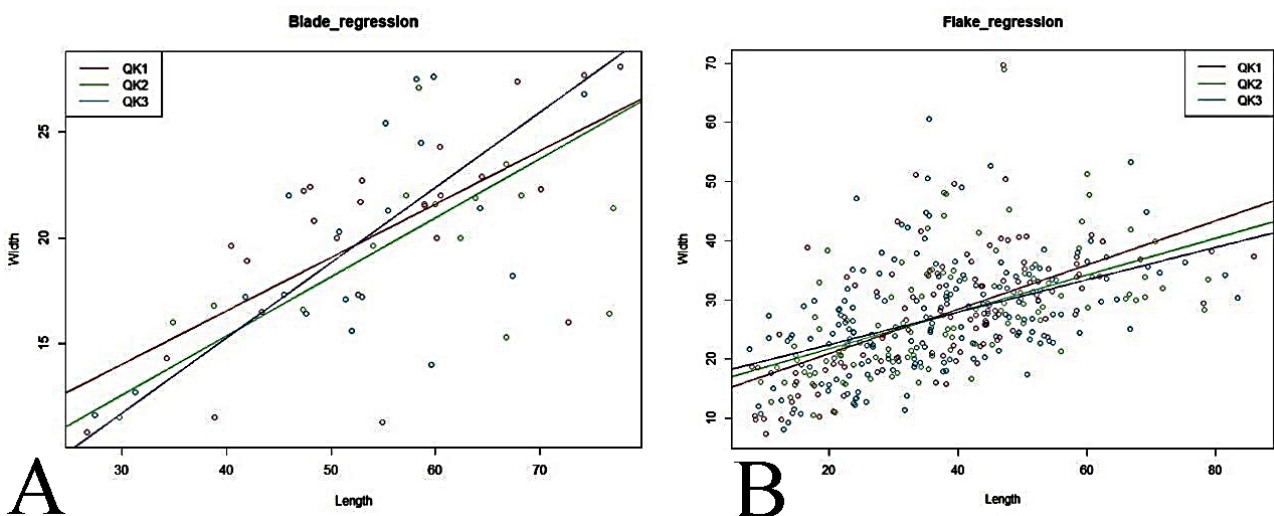 Blade_regression
QK1
QK2
QK3
Width
25
20
15
30 40 50 60 70
Length
A
Flake_regression
QK1
QK2
QK3
Width
70
60
50
40
30
20
10
20 40 60 80
Length
B